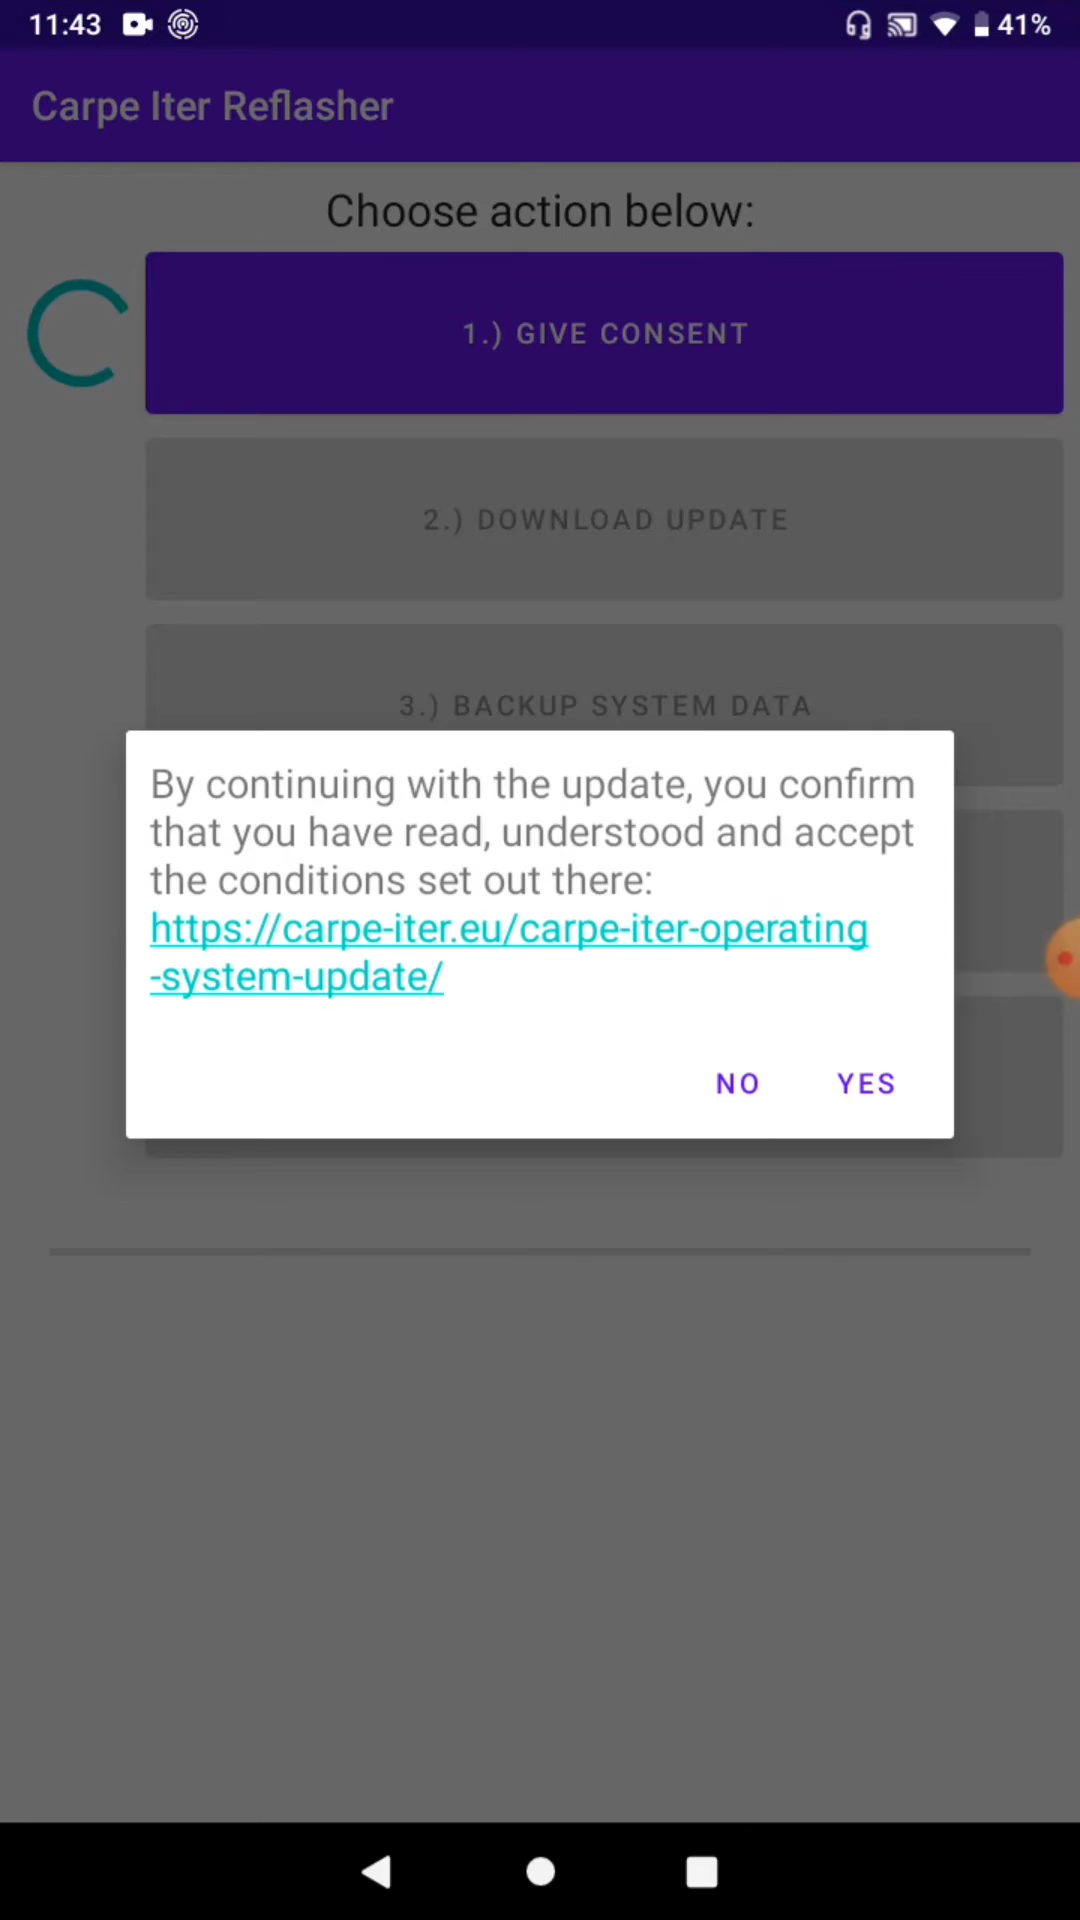 11:43
41%
Carpe Iter Reflasher
Choose action below:
1.) GIVE CONSENT
2.) DOWNLOAD UPDATE
3.) BACKUP SYSTEM DATA
By continuing with the update, you confirm
that you have read, understood and accept
the conditions set out there:
https://carpe-iter.eu/carpe-iter-operating
-system-update/
NO YES